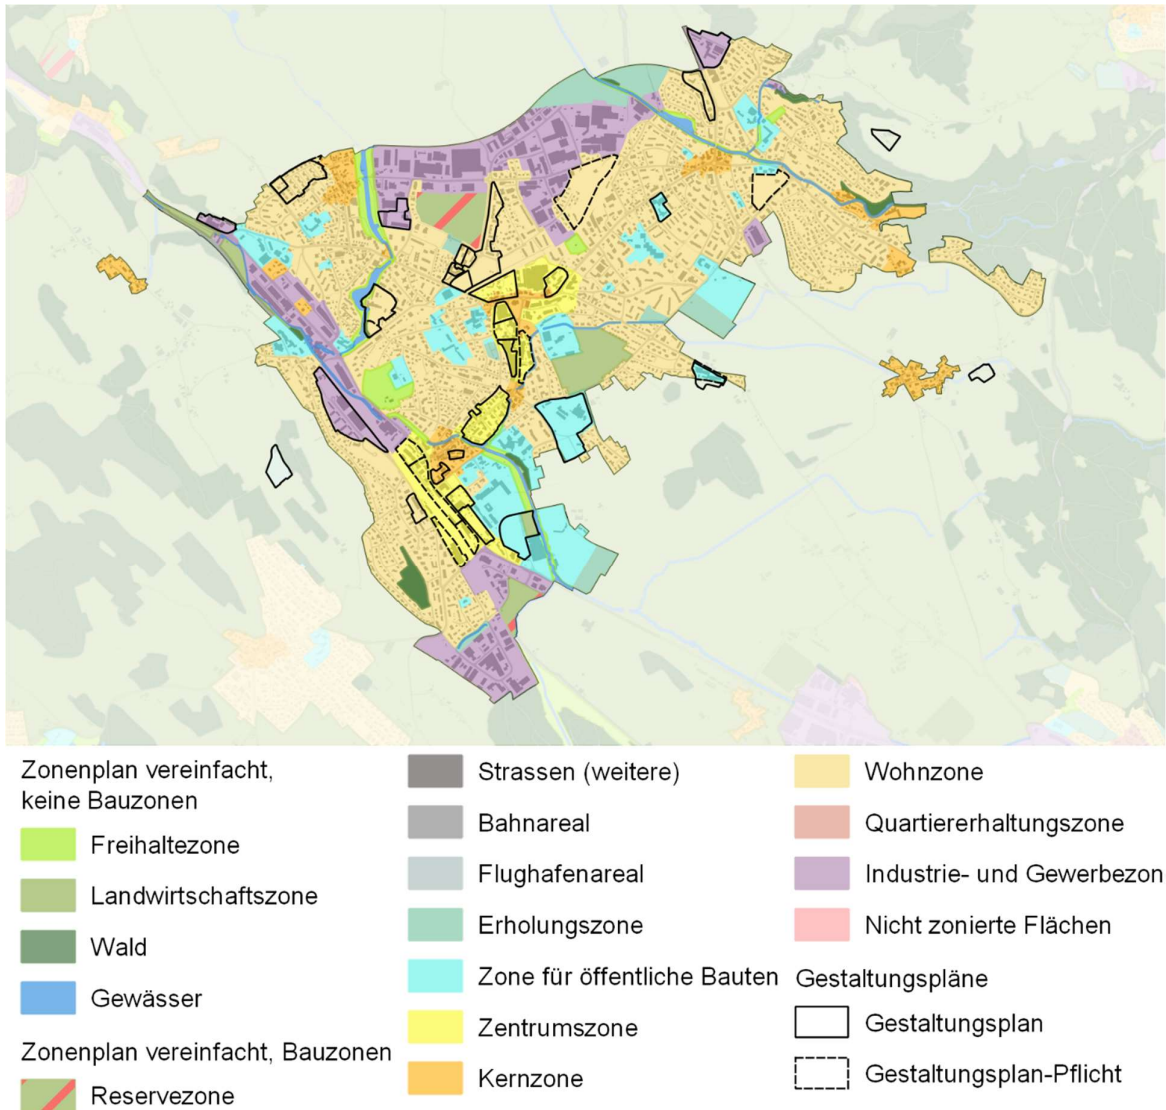 Zonenplan vereinfacht,
keine Bauzonen
Freihaltezone
Landwirtschaftszone
Wald
Gewässer
Zonenplan vereinfacht, Bauzonen
Reservezone
Strassen (weitere)
Bahnareal
Flughafenareal
Erholungszone
Zone für öffentliche Bauten
Zentrumszone
Kernzone
Wohnzone
Quartiererhaltungszone
Industrie- und Gewerbezon
Nicht zonierte Flächen
Gestaltungspläne
Gestaltungsplan
Gestaltungsplan-Pflicht